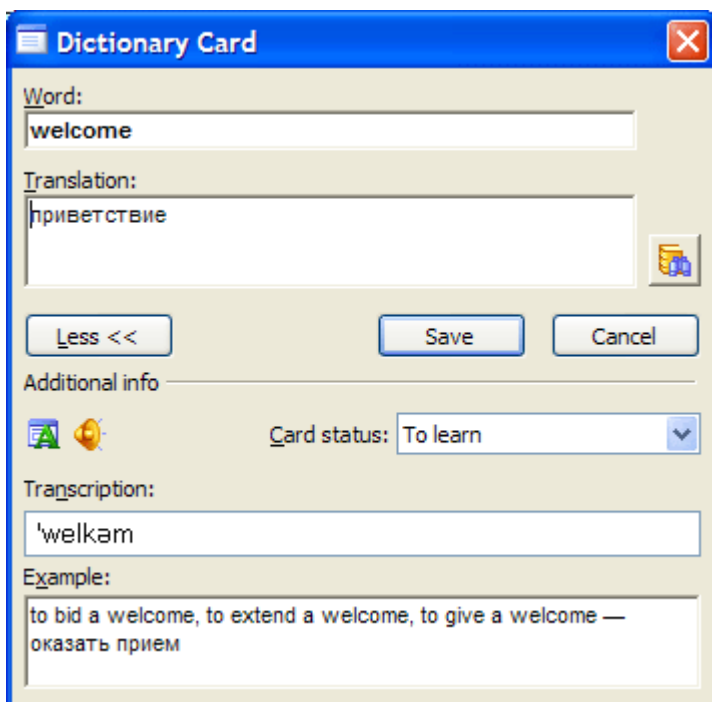 Dictionary Card
Word:
welcome
Translation:
приветствие
Less <<
Save
Cancel
Additional info
Card status: To learn
Transcription:
'welkəm
Example:
to bid a welcome, to extend a welcome, to give a welcome —
оказать прием